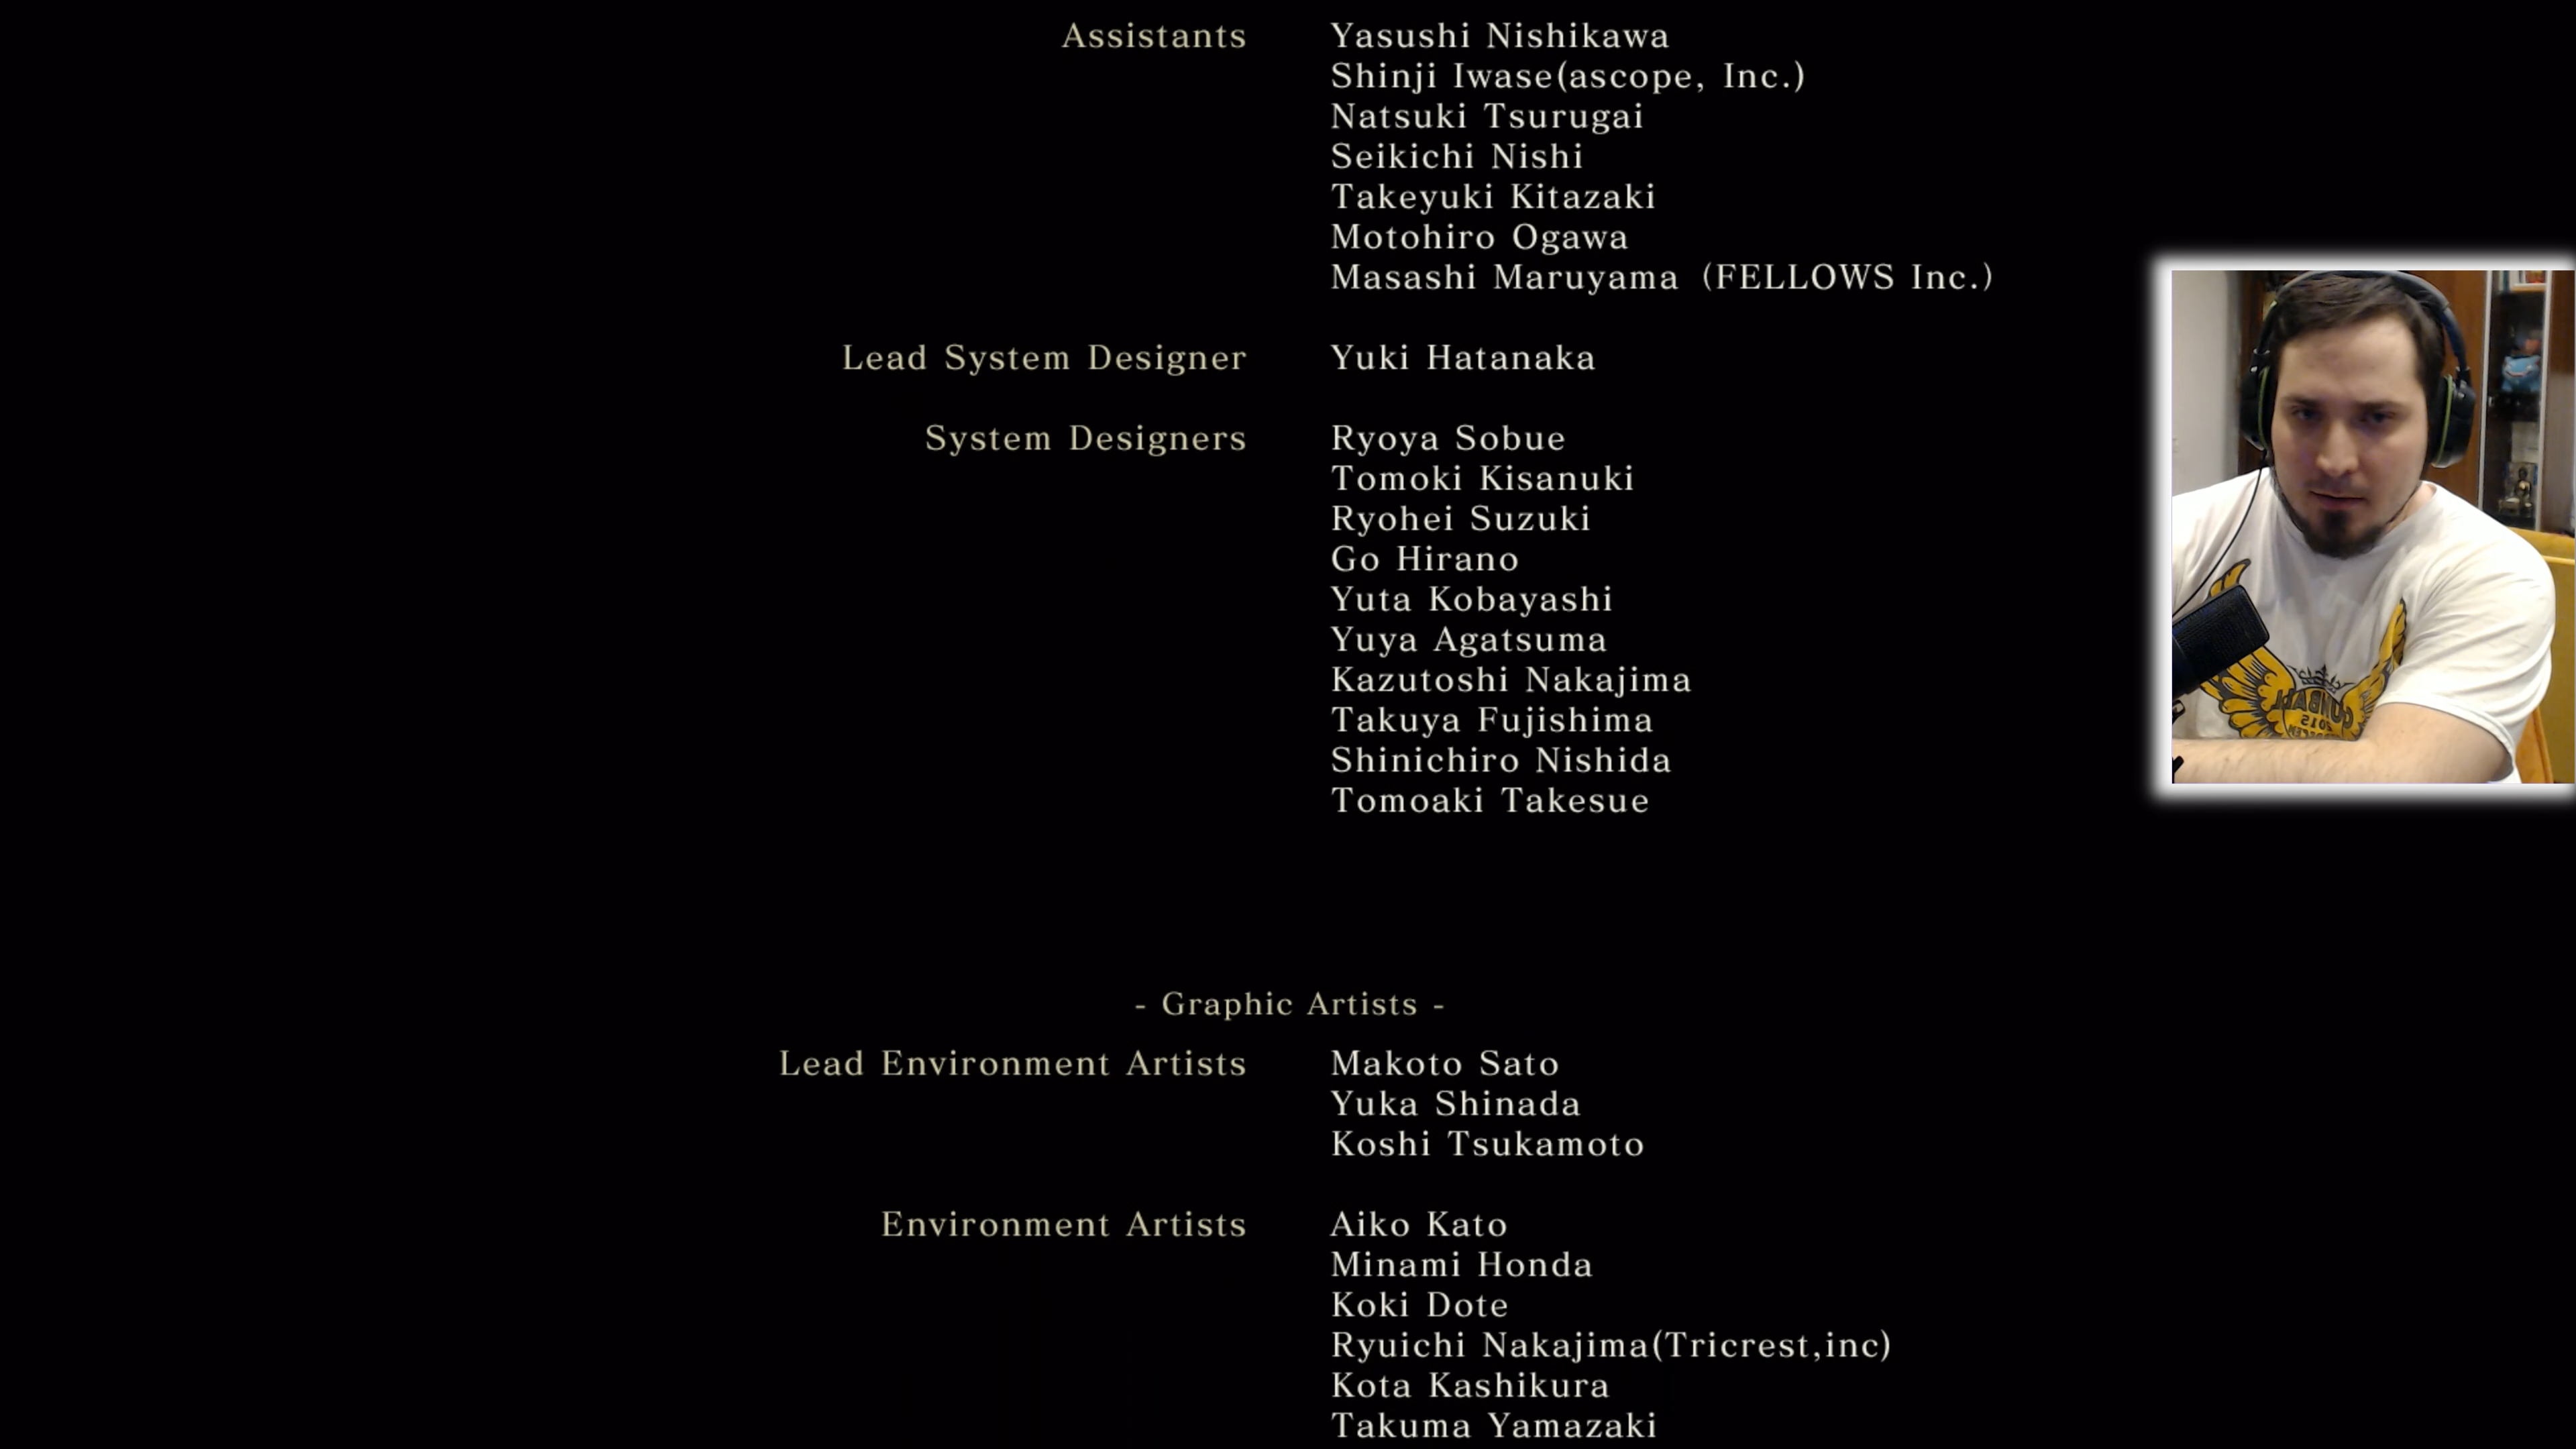 Assistants Yasushi Nishikawa
Shinji Iwase(ascope, Inc.)
Natsuki Tsurugai
Seikichi Nishi
Takeyuki Kitazaki
Motohiro Ogawa
Masashi Maruyama (FELLOWS Inc.)
Lead System Designer Yuki Hatanaka
System Designers Ryoya Sobue
Tomoki Kisanuki
Ryohei Suzuki
Go Hirano
Yuta Kobayashi
Yuya Agatsuma
Kazutoshi Nakajima
Takuya Fujishima
Shinichiro Nishida
Tomoaki Takesue
- Graphic Artists -
Lead Environment Artists Makoto Sato
Yuka Shinada
Koshi Tsukamoto
Environment Artists Aiko Kato
Minami Honda
Koki Dote
Ryuichi Nakajima(Tricrest,inc)
Kota Kashikura
Takuma Yamazaki
2015